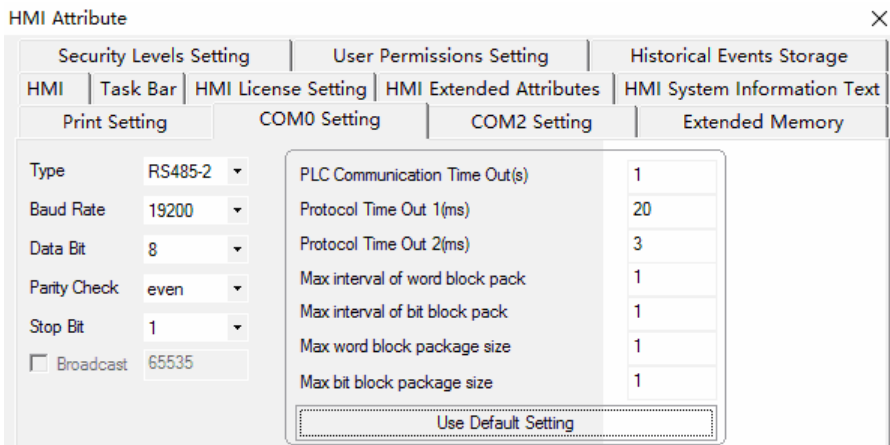 HMI Attribute
Security Levels Setting User Permissions Setting Historical Events Storage
HMI Task Bar HMI License Setting HMI Extended Attributes HMI System Information Text
Print Setting COM0 Setting COM2 Setting Extended Memory
Type RS485-2 PLC Communication Time Out(s) 1
Baud Rate 19200 Protocol Time Out 1(ms) 20
Data Bit 8 Protocol Time Out 2(ms) 3
Parity Check even Max interval of word block pack 1
Stop Bit 1 Max interval of bit block pack 1
Broadcast 65535 Max word block package size 1
Max bit block package size 1
Use Default Setting